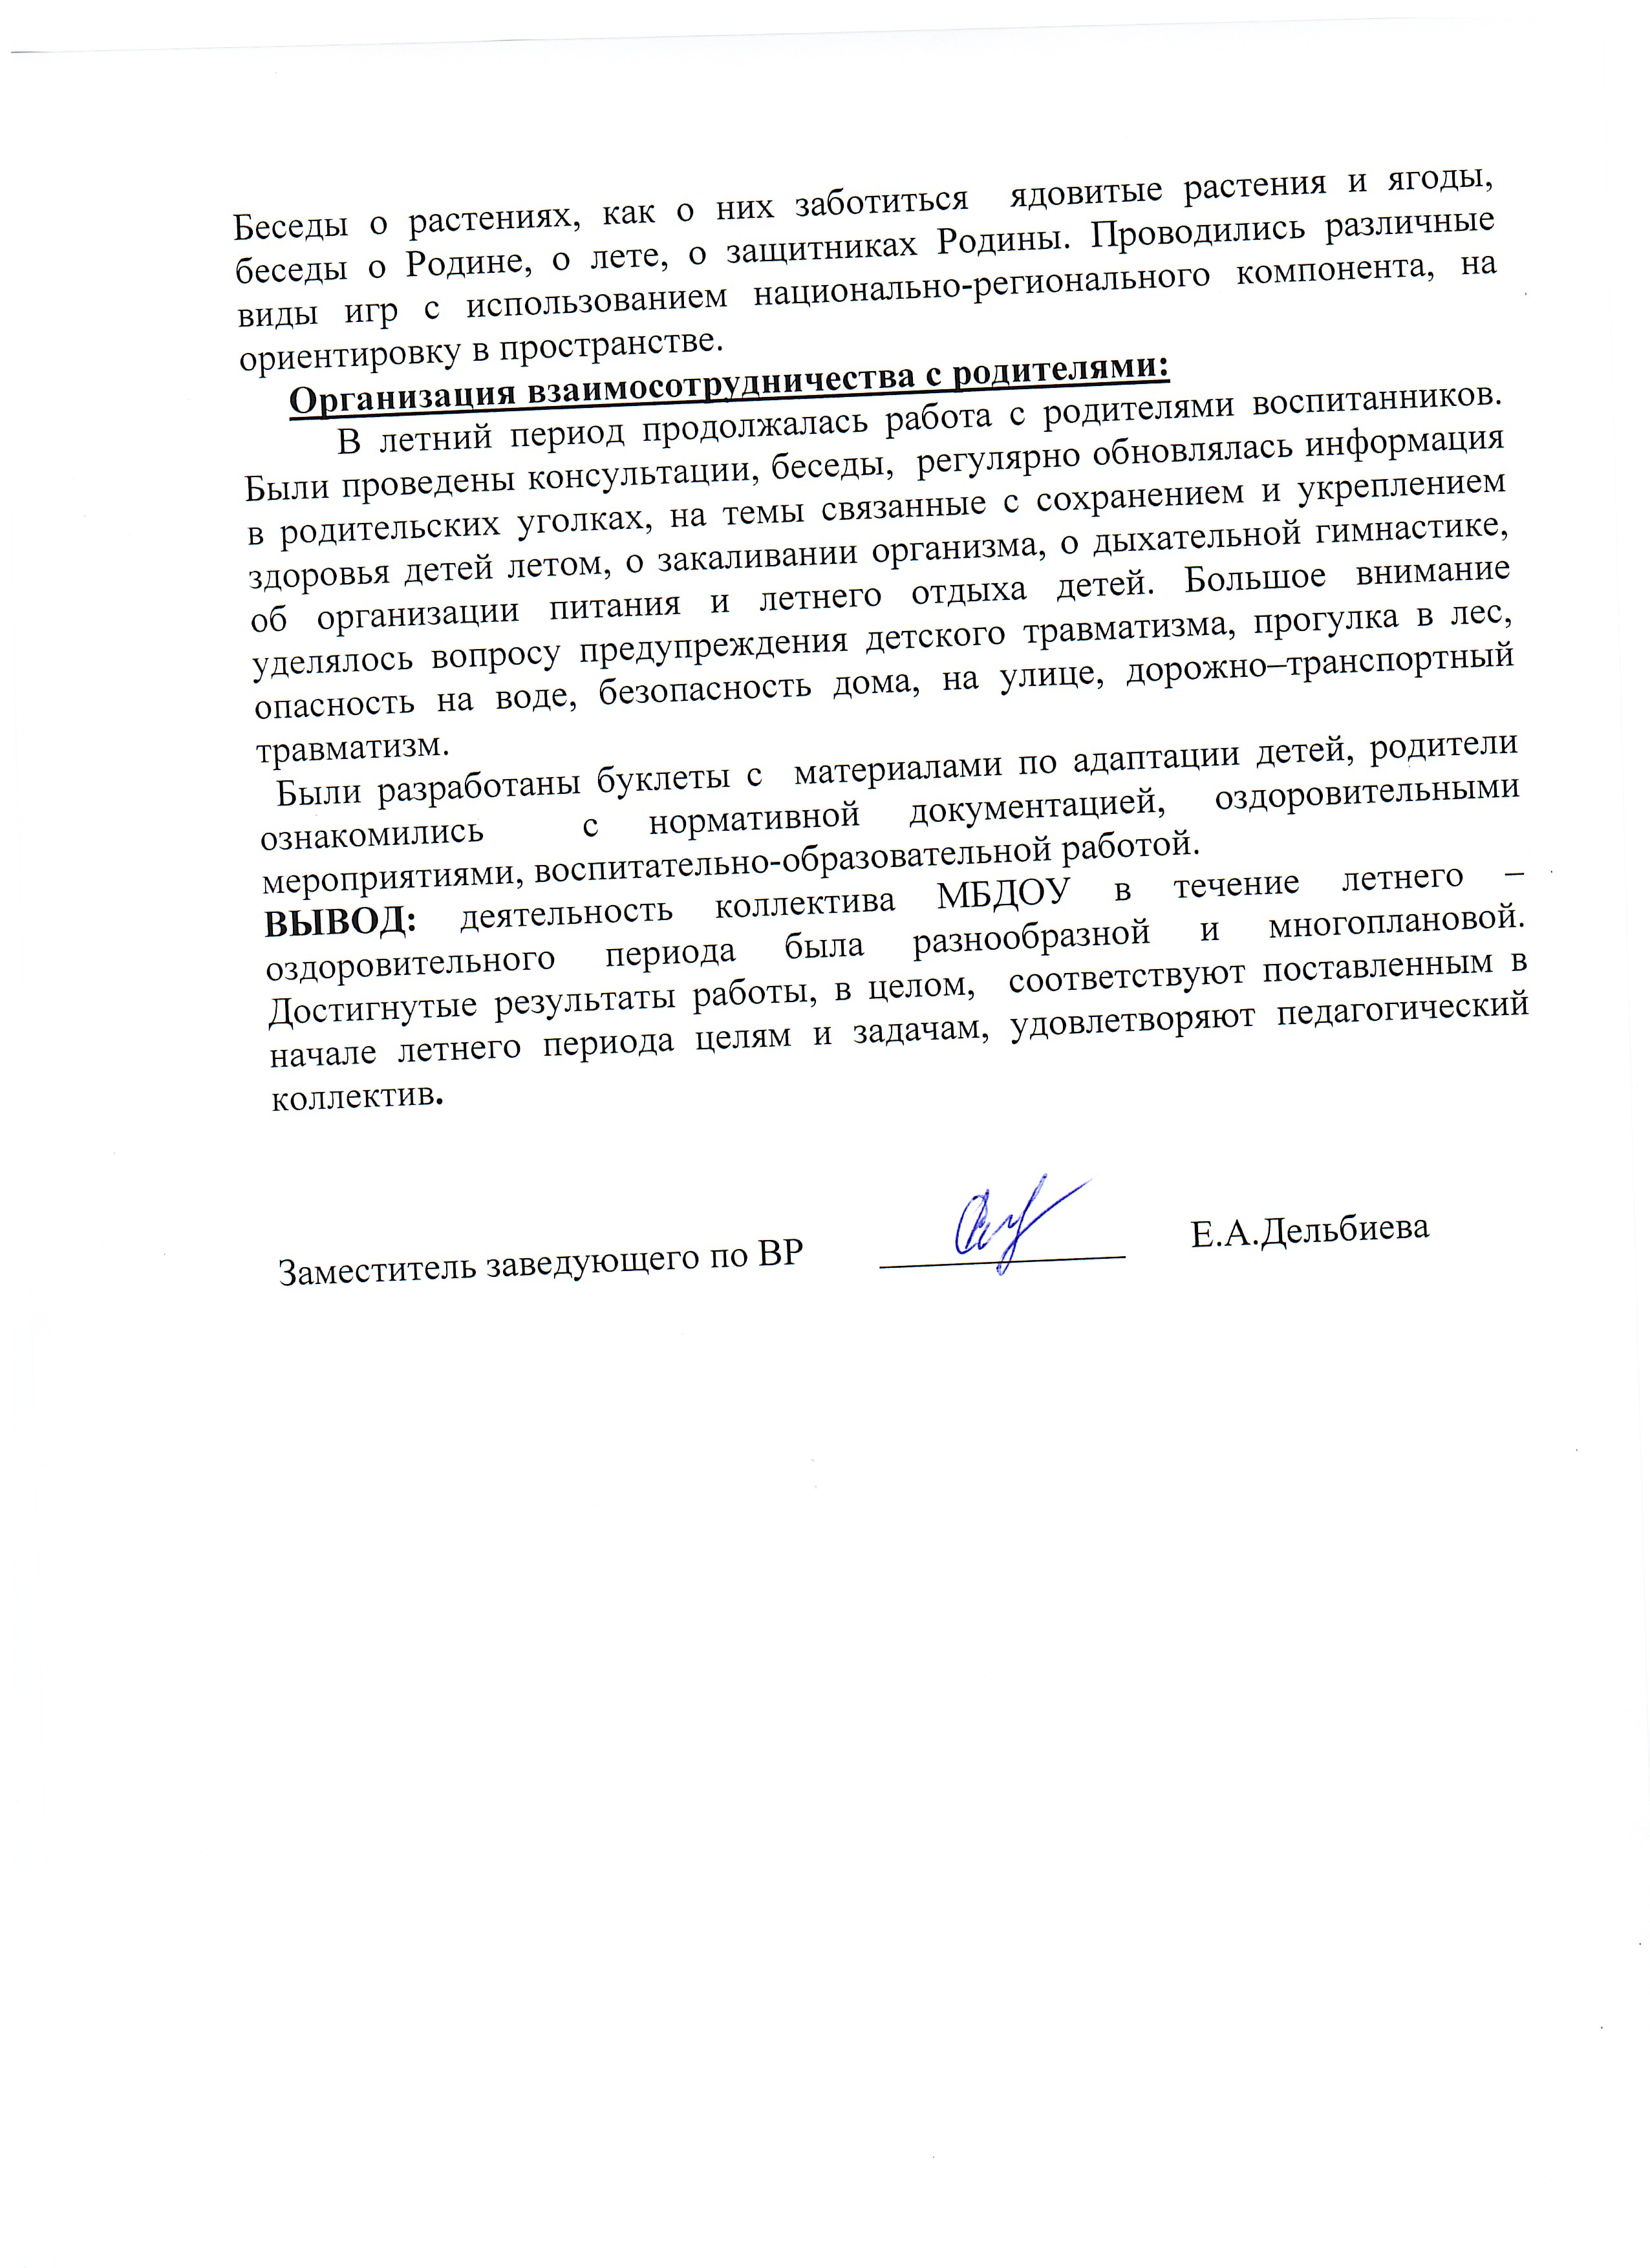 Беседы о растениях, как о них заботиться ядовитые растения и ягоды,
беседы о Родине, о лете, о защитниках Родины. Проводились различные
виды игр с использованием национально-регионального компонента, на
ориентировку в пространстве.
Организация взаимосотрудничества с родителями:
В летний период продолжалась работа с родителями воспитанников.
Были проведены консультации, беседы, регулярно обновлялась информация
в родительских уголках, на темы связанные с сохранением и укреплением
здоровья детей летом, о закаливании организма, о дыхательной гимнастике,
об организации питания и летнего отдыха детей. Большое внимание
уделялось вопросу предупреждения детского травматизма, прогулка в лес,
опасность на воде, безопасность дома, на улице, дорожно–транспортный
травматизм.
Были разработаны буклеты с материалами по адаптации детей, родители
ознакомились с нормативной документацией, оздоровительными
мероприятиями, воспитательно-образовательной работой.
ВЫВОД: деятельность коллектива МБДОУ в течение летнего –
оздоровительного периода была разнообразной и многоплановой.
Достигнутые результаты работы, в целом, соответствуют поставленным в
начале летнего периода целям и задачам, удовлетворяют педагогический
коллектив.
Заместитель заведующего по ВР Е.А.Дельбиева